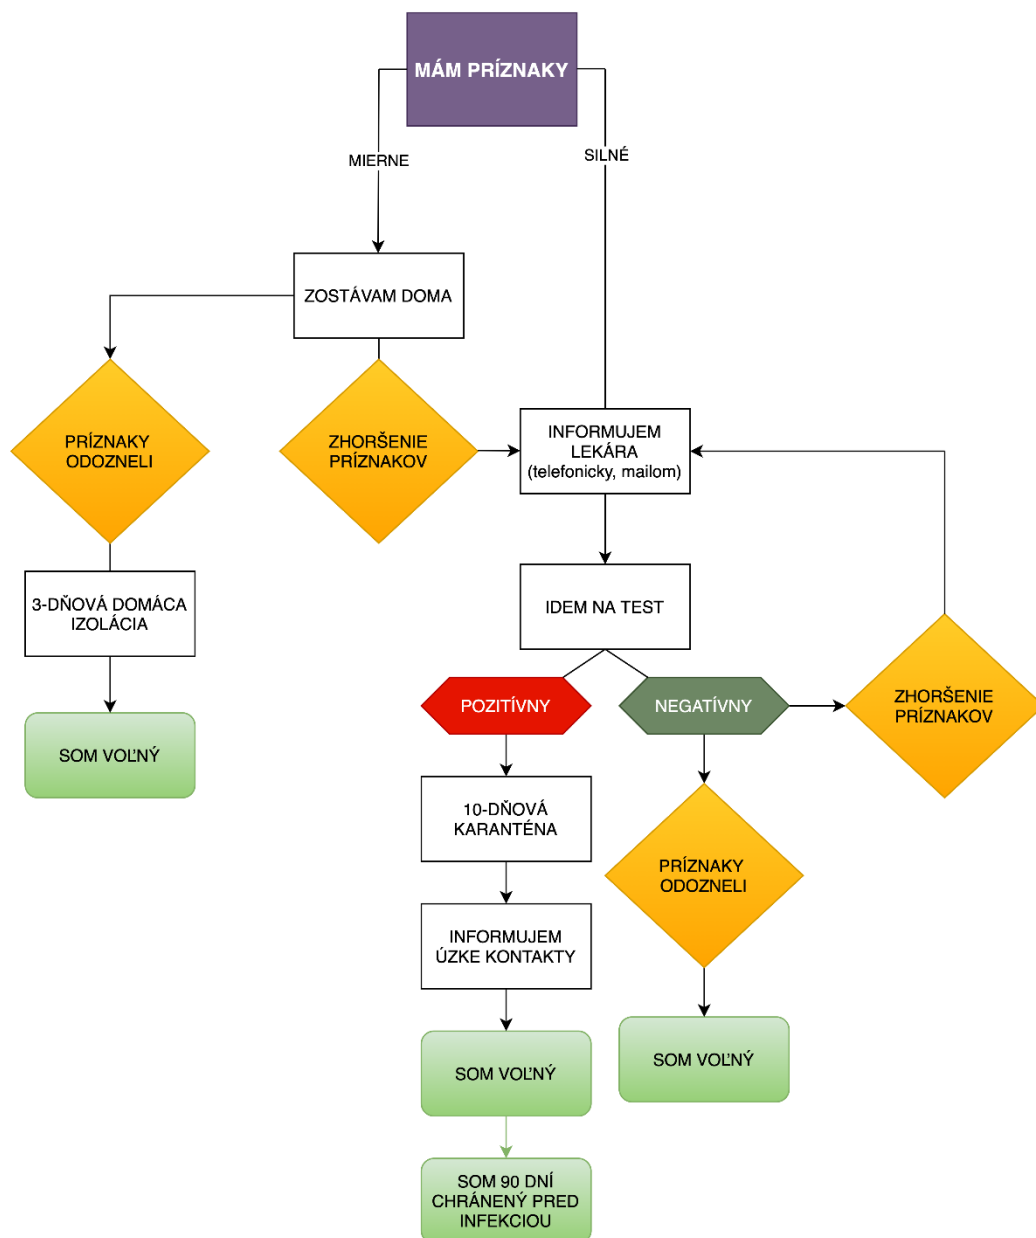 MÁM PRÍZNAKY
MIERNE
SILNÉ
ZOSTÁVAM DOMA
PRÍZNAKY
ODOZNELI
ZHORŠENIE
PRÍZNAKOV
INFORMUJEM
LEKÁRA
(telefonicky, mailom)
3-DŇOVÁ DOMÁCA
IZOLÁCIA
IDEM NA TEST
SOM VOĽNÝ
POZITÍVNY
NEGATÍVNY
ZHORŠENIE
PRÍZNAKOV
10-DŇOVÁ
KARANTÉNA
PRÍZNAKY
ODOZNELI
INFORMUJEM
ÚZKE KONTAKTY
SOM VOĽNÝ
SOM VOĽNÝ
SOM 90 DNÍ
CHRÁNENÝ PRED
INFEKCIOU